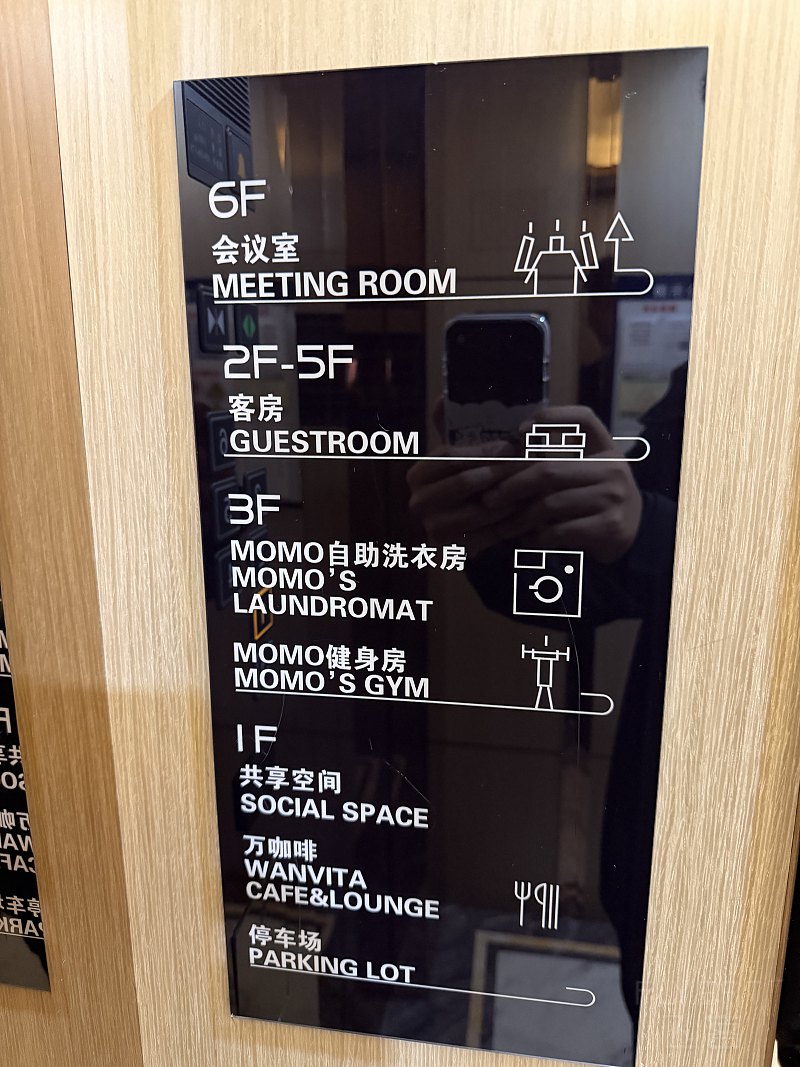 6F
会议室
MEETING ROOM
2F-5F
客房
GUESTROOM
3F
MOMO自助洗衣房
MOMO'S
LAUNDROMAT
MOMO健身房
MOMO'S GYM
1F
共享空间
SOCIAL SPACE
万咖啡
WANVITA
CAFE&LOUNGE
停车场
PARKING LOT